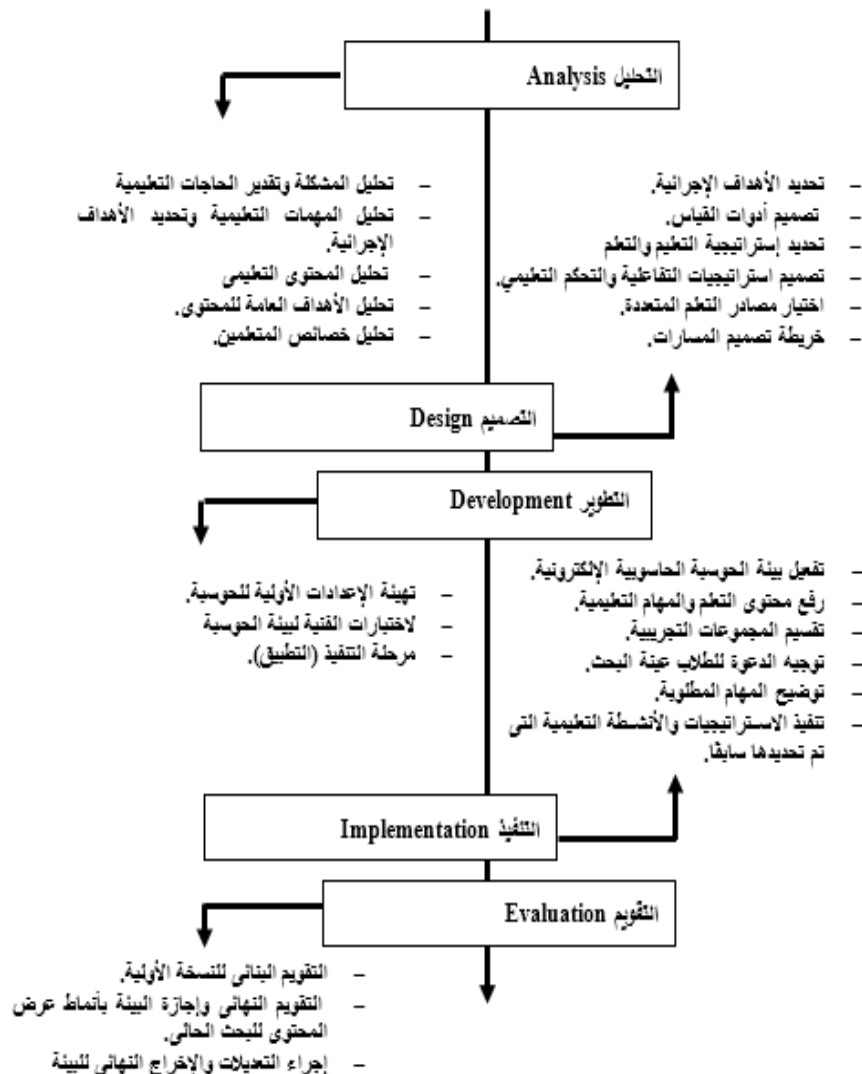 التحليل Analysis
– تحليل المشكلة وتقدير الحاجات التعليمية
– تحليل المهمات التعليمية وتحديد الأهداف
الإجرائية.
– تحليل المحتوى التعليمى
– تحليل الأهداف العامة للمحتوى.
– تحليل خصائص المتعلمين.
– تحديد الأهداف الإجرائية.
– تصميم أدوات القياس.
– تحديد إستراتيجية التعليم والتعلم
– تصميم استراتيجيات التفاعلية والتحكم التعليمي.
– اختيار مصادر التعلم المتعددة.
– خريطة تصميم المسارات.
التصميم Design
التطوير Development
– تهيئة الإعدادات الأولية للحوسبة.
– لاختبارات الفنية لبيئة الحوسبة
– مرحلة التنفيذ (التطبيق).
– تفعيل بيئة الحوسبة الحاسوبية الإلكترونية.
– رفع محتوى التعلم والمهام التعليمية.
– تقسيم المجموعات التجريبية.
– توجيه الدعوة للطلاب عينة البحث.
– توضيح المهام المطلوبة.
– تنفيذ الاستراتيجيات والأنشطة التعليمية التى
تم تحديدها سابقًا.
التنفيذ Implementation
التقويم Evaluation
– التقويم البنائى للنسخة الأولية.
– التقويم النهائى وإجازة البيئة بأنماط عرض
المحتوى للبحث الحالى.
– إجراء التعديلات والإخراج النهائى للبيئة